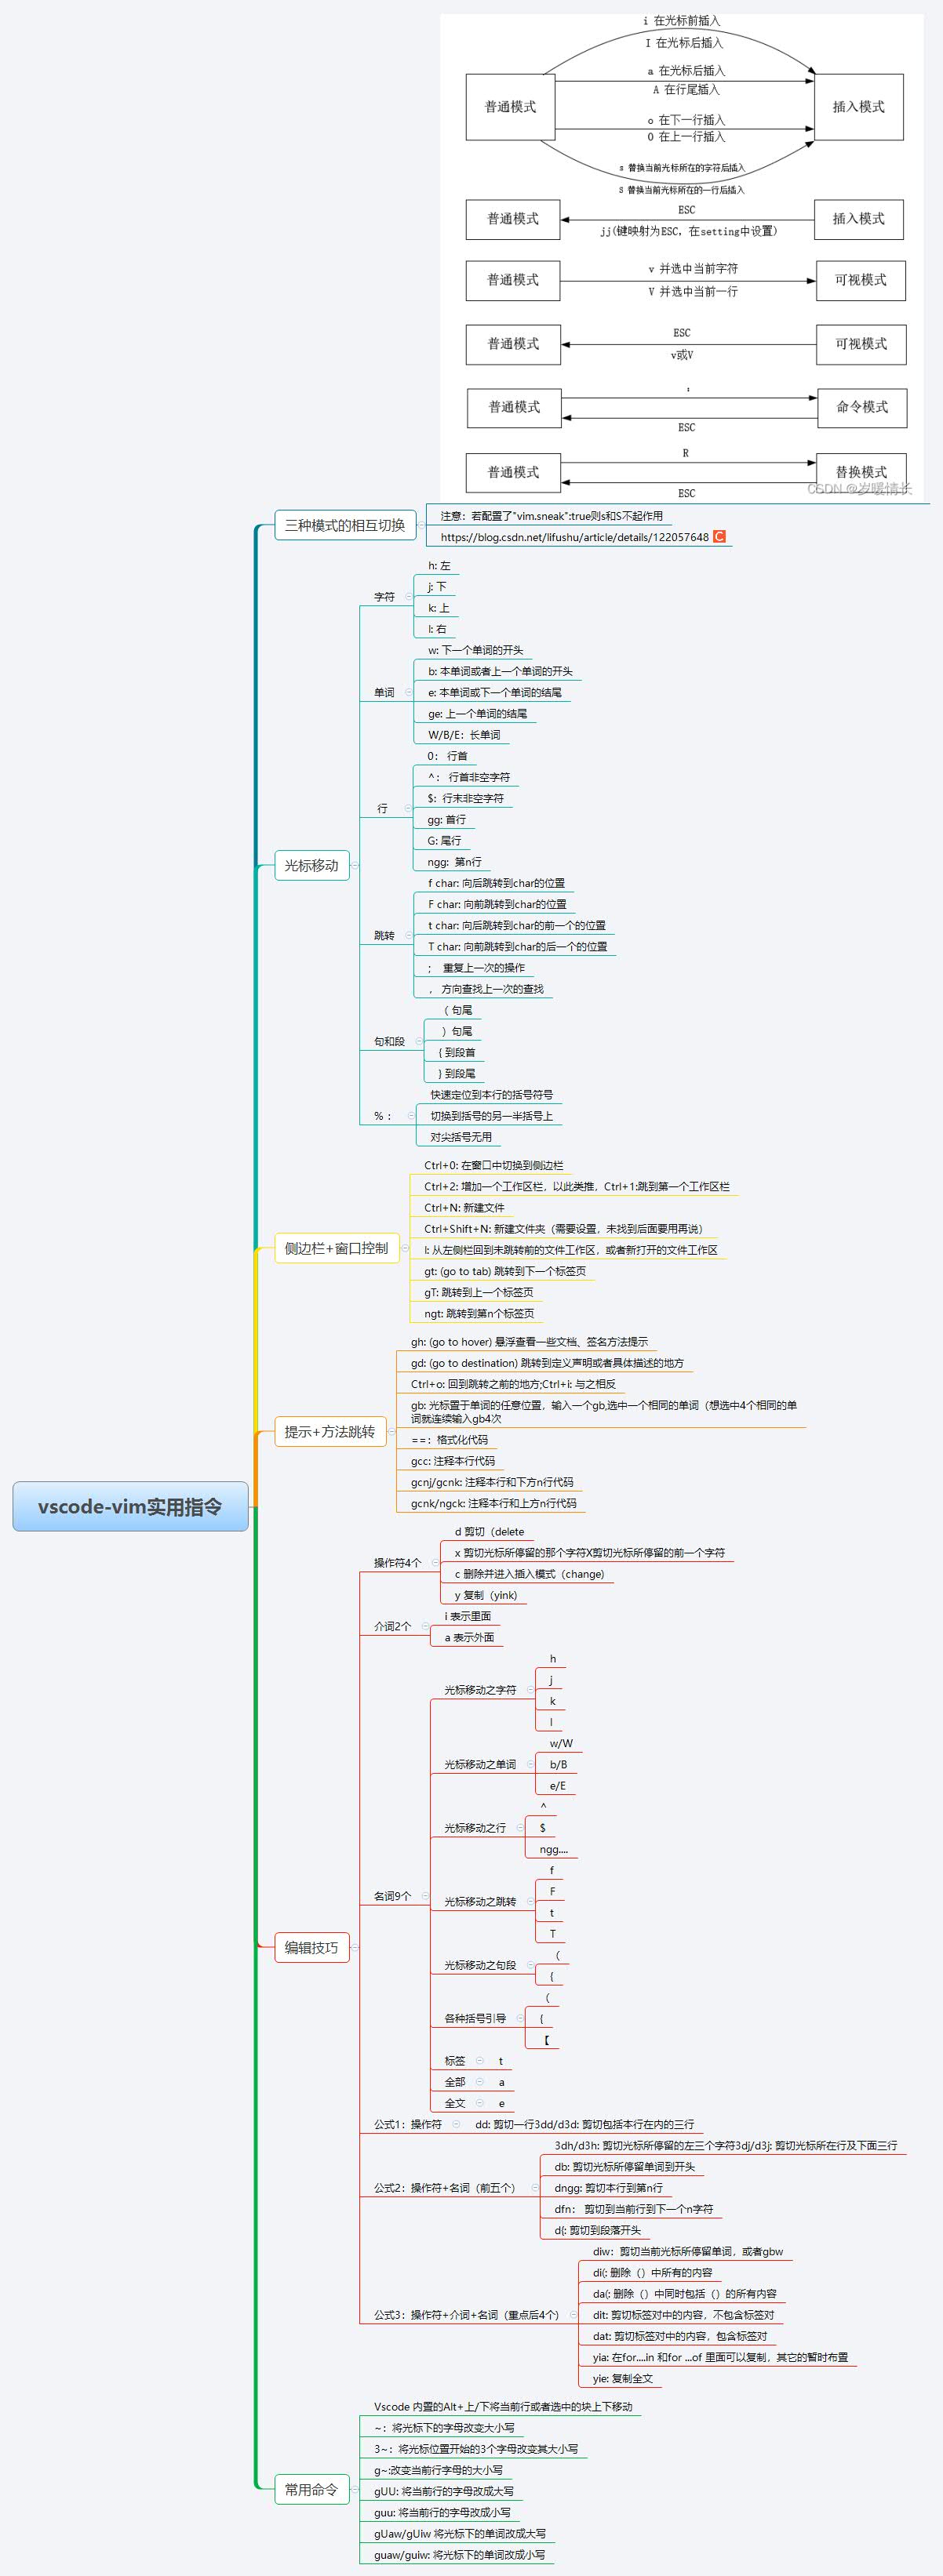 i 在光标前插入
I 在光标后插入
a 在光标后插入
A 在行尾插入
o 在下一行插入
O 在上一行插入
s 替换当前光标所在的字符后插入
S 替换当前光标所在的一行后插入
普通模式
插入模式
普通模式
ESC
jj(键映射为ESC, 在setting中设置)
插入模式
普通模式
v 并选中当前字符
V 并选中当前一行
可视模式
普通模式
ESC
v或V
可视模式
普通模式
:
ESC
命令模式
普通模式
R
ESC
替换模式
CSDN @岁暖情长
三种模式的相互切换
注意：若配置了"vim.sneak":true则s和S不起作用
https://blog.csdn.net/lifushu/article/details/122057648 C
光标移动
字符
h: 左
j: 下
k: 上
l: 右
单词
w: 下一个单词的开头
b: 本单词或者上一个单词的开头
e: 本单词或下一个单词的结尾
ge: 上一个单词的结尾
W/B/E：长单词
行
0： 行首
^： 行首非空字符
$: 行末非空字符
gg: 首行
G: 尾行
ngg: 第n行
跳转
f char: 向后跳转到char的位置
F char: 向前跳转到char的位置
t char: 向后跳转到char的前一个的位置
T char: 向前跳转到char的后一个的位置
; 重复上一次的操作
， 方向查找上一次的查找
句和段
( 句尾
) 句尾
{ 到段首
} 到段尾
%：
快速定位到本行的括号符号
切换到括号的另一半括号上
对尖括号无用
侧边栏+窗口控制
Ctrl+0: 在窗口中切换到侧边栏
Ctrl+2: 增加一个工作区栏，以此类推，Ctrl+1:跳到第一个工作区栏
Ctrl+N: 新建文件
Ctrl+Shift+N: 新建文件夹（需要设置，未找到后面要用再说）
l: 从左侧栏回到未跳转前的文件工作区，或者新打开的文件工作区
gt: (go to tab) 跳转到下一个标签页
gT: 跳转到上一个标签页
ngt: 跳转到第n个标签页
提示+方法跳转
gh: (go to hover) 悬浮查看一些文档、签名方法提示
gd: (go to destination) 跳转到定义声明或者具体描述的地方
Ctrl+o: 回到跳转之前的地方;Ctrl+i: 与之相反
gb: 光标置于单词的任意位置，输入一个gb,选中一个相同的单词（想选中4个相同的单
词就连续输入gb4次
==：格式化代码
gcc: 注释本行代码
gcnj/gcnk: 注释本行和下方n行代码
gcnk/ngck: 注释本行和上方n行代码
vscode-vim实用指令
编辑技巧
操作符4个
d 剪切（delete
x 剪切光标所停留的那个字符X剪切光标所停留的前一个字符
c 删除并进入插入模式（change)
y 复制（yink)
介词2个
i 表示里面
a 表示外面
名词9个
光标移动之字符
h
j
k
l
光标移动之单词
w/W
b/B
e/E
光标移动之行
^
$
ngg....
光标移动之跳转
f
F
t
T
光标移动之句段
(
{
各种括号引导
(
{
【
标签
t
全部
a
全文
e
公式1：操作符
dd: 剪切一行3dd/d3d: 剪切包括本行在内的三行
公式2：操作符+名词（前五个）
3dh/d3h: 剪切光标所停留的左三个字符3dj/d3j: 剪切光标所在行及下面三行
db: 剪切光标所停留单词到开头
dngg: 剪切本行到第n行
dfn： 剪切到当前行到下一个n字符
d{: 剪切到段落开头
公式3：操作符+介词+名词（重点后4个）
diw：剪切当前光标所停留单词，或者gbw
di(: 删除（）中所有的内容
da(: 删除（）中同时包括（）的所有内容
dit: 剪切标签对中的内容，不包含标签对
dat: 剪切标签对中的内容，包含标签对
yia: 在for....in 和for ...of 里面可以复制，其它的暂时布置
yie: 复制全文
常用命令
Vscode 内置的Alt+上/下将当前行或者选中的块上下移动
~：将光标下的字母改变大小写
3~：将光标位置开始的3个字母改变其大小写
g~:改变当前行字母的大小写
gUU: 将当前行的字母改成大写
guu: 将当前行的字母改成小写
gUaw/gUiw 将光标下的单词改成大写
guaw/guiw: 将光标下的单词改成小写